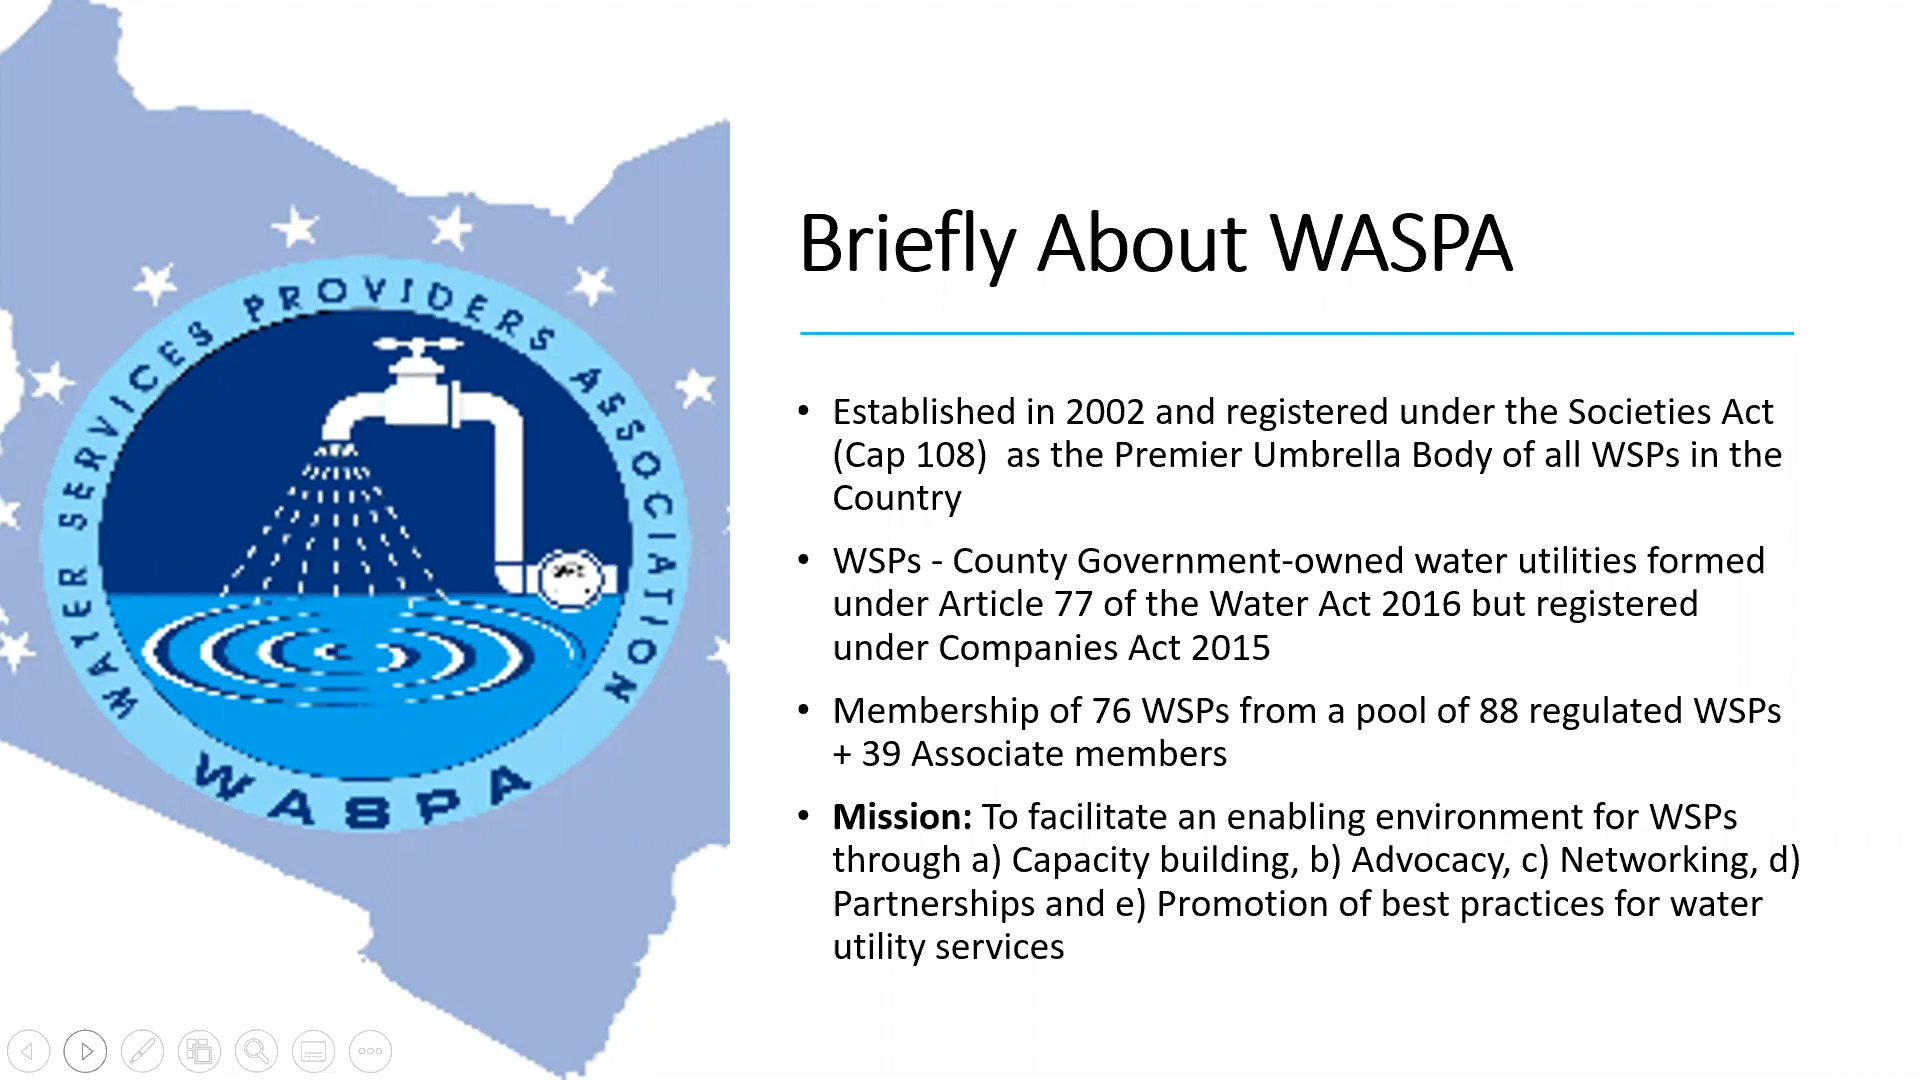 WATER SERVICES PROVIDERS ASSOCIATION
WASPA
Briefly About WASPA
• Established in 2002 and registered under the Societies Act
(Cap 108)  as the Premier Umbrella Body of all WSPs in the
Country
• WSPs - County Government-owned water utilities formed
under Article 77 of the Water Act 2016 but registered
under Companies Act 2015
• Membership of 76 WSPs from a pool of 88 regulated WSPs
+ 39 Associate members
• Mission: To facilitate an enabling environment for WSPs
through a) Capacity building, b) Advocacy, c) Networking, d)
Partnerships and e) Promotion of best practices for water
utility services